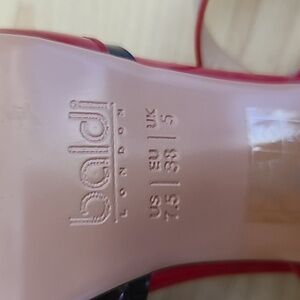 baldi
LONDON
US | EU | UK
7.5 | 38 | 5